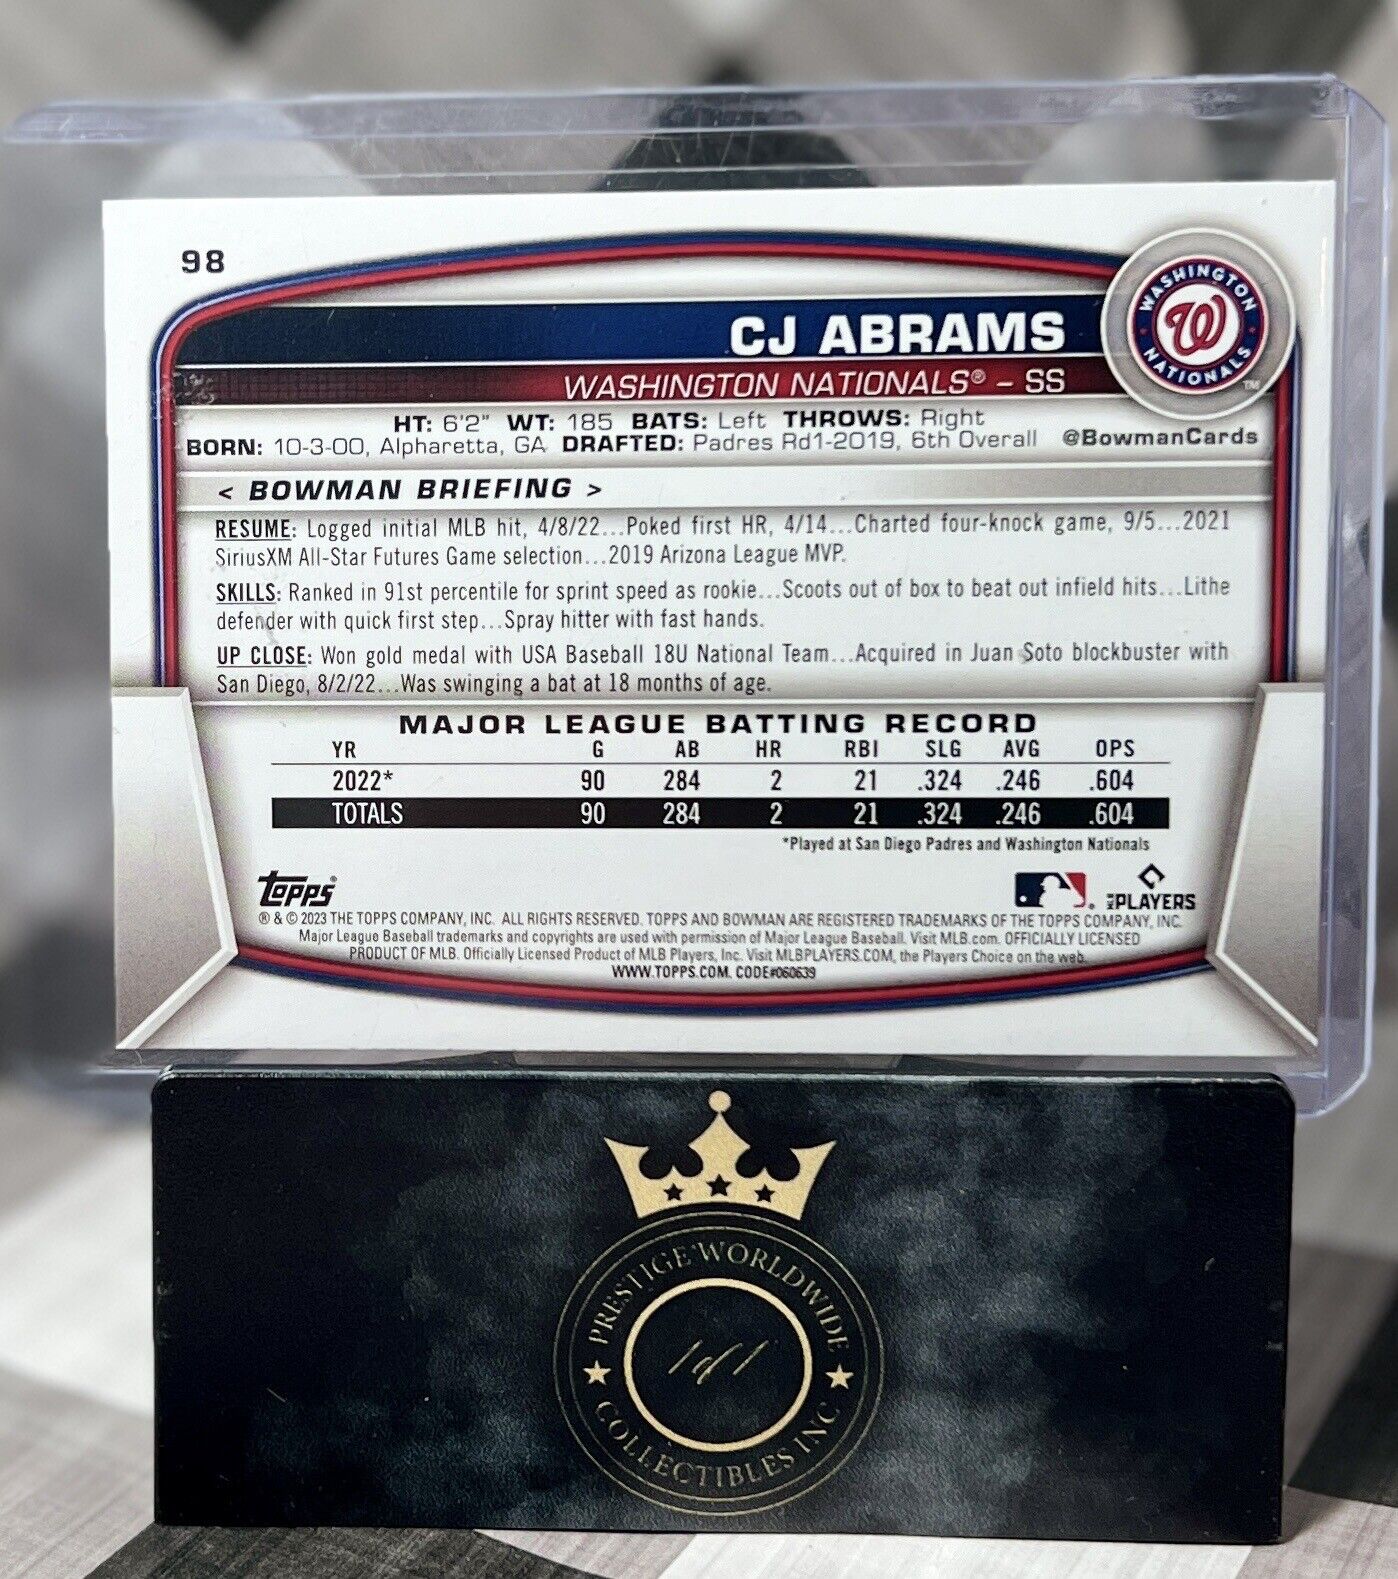 98
CJ ABRAMS
WASHINGTON NATIONALS® – SS
WASHINGTON NATIONALS
W
TM
HT: 6'2" WT: 185 BATS: Left THROWS: Right
BORN: 10-3-00, Alpharetta, GA DRAFTED: Padres Rd1-2019, 6th Overall @BowmanCards
< BOWMAN BRIEFING >
RESUME: Logged initial MLB hit, 4/8/22...Poked first HR, 4/14...Charted four-knock game, 9/5...2021
SiriusXM All-Star Futures Game selection...2019 Arizona League MVP.
SKILLS: Ranked in 91st percentile for sprint speed as rookie...Scoots out of box to beat out infield hits...Lithe
defender with quick first step...Spray hitter with fast hands.
UP CLOSE: Won gold medal with USA Baseball 18U National Team...Acquired in Juan Soto blockbuster with
San Diego, 8/2/22...Was swinging a bat at 18 months of age.
MAJOR LEAGUE BATTING RECORD
YR G AB HR RBI SLG AVG OPS
2022* 90 284 2 21 .324 .246 .604
TOTALS 90 284 2 21 .324 .246 .604
*Played at San Diego Padres and Washington Nationals
topps®
® MLB PLAYERS
® & © 2023 THE TOPPS COMPANY, INC. ALL RIGHTS RESERVED. TOPPS AND BOWMAN ARE REGISTERED TRADEMARKS OF THE TOPPS COMPANY, INC.
Major League Baseball trademarks and copyrights are used with permission of Major League Baseball. Visit MLB.com. OFFICIALLY LICENSED
PRODUCT OF MLB. Officially Licensed Product of MLB Players, Inc. Visit MLBPLAYERS.COM, the Players Choice on the web.
WWW.TOPPS.COM. CODE#060639
PRESTIGE WORLDWIDE
1 of 1
COLLECTIBLES INC